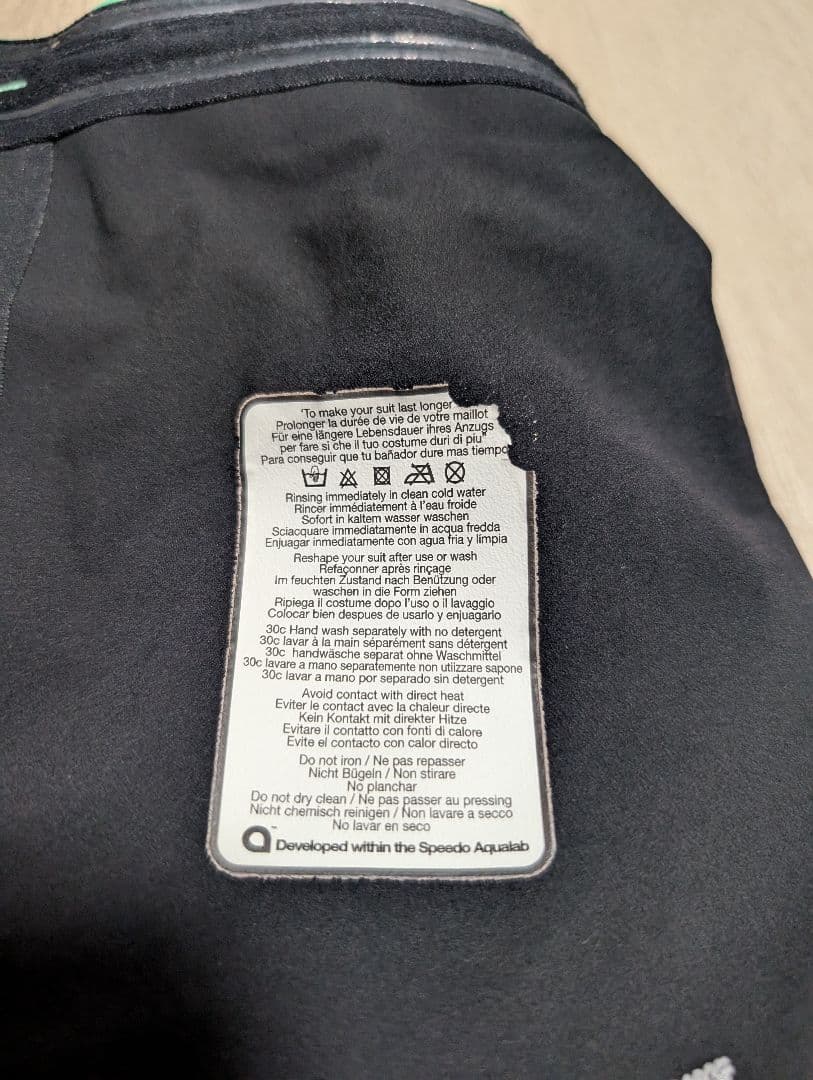 'To make your suit last longer
Prolonger la durée de vie de votre maillot
Für eine längere Lebensdauer ihres Anzugs
per fare si che il tuo costume duri di piu"
Para conseguir que tu bañador dure mas tiempo
Rinsing immediately in clean cold water
Rincer immédiatement à l'eau froide
Sofort in kaltem wasser waschen
Sciacquare immediatamente in acqua fredda
Enjuagar inmediatamente con agua fria y limpia
Reshape your suit after use or wash
Refaçonner après rinçage
Im feuchten Zustand nach Benützung oder
waschen in die Form ziehen
Ripiega il costume dopo l'uso o il lavaggio
Colocar bien despues de usarlo y enjuagarlo
30c Hand wash separately with no detergent
30c lavar à la main séparément sans détergent
30c handwäsche separat ohne Waschmittel
30c lavare a mano separatemente non utiizzare sapone
30c lavar a mano por separado sin detergent
Avoid contact with direct heat
Eviter le contact avec la chaleur directe
Kein Kontakt mit direkter Hitze
Evitare il contatto con fonti di calore
Evite el contacto con calor directo
Do not iron / Ne pas repasser
Nicht Bügeln / Non stirare
No planchar
Do not dry clean / Ne pas passer au pressing
Nicht chemisch reinigen / Non lavare a secco
No lavar en seco
Developed within the Speedo Aqualab